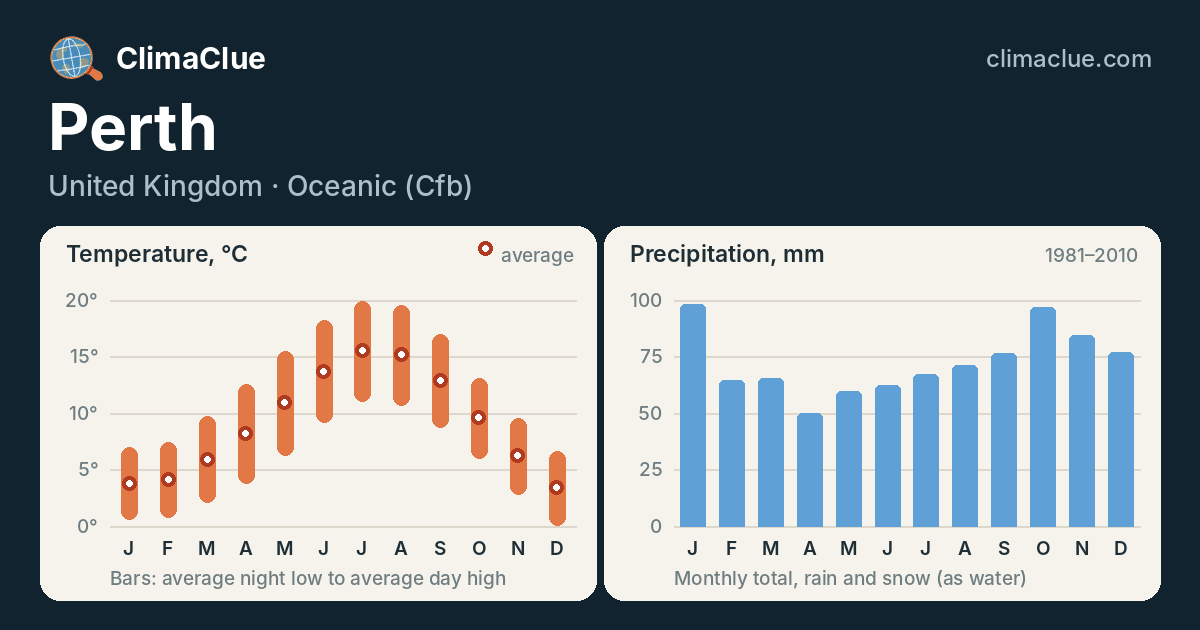 ClimaClue
climaclue.com
Perth
United Kingdom · Oceanic (Cfb)
Temperature, °C
average
20°
15°
10°
5°
0°
J F M A M J J A S O N D
Bars: average night low to average day high
Precipitation, mm
1981–2010
100
75
50
25
0
J F M A M J J A S O N D
Monthly total, rain and snow (as water)